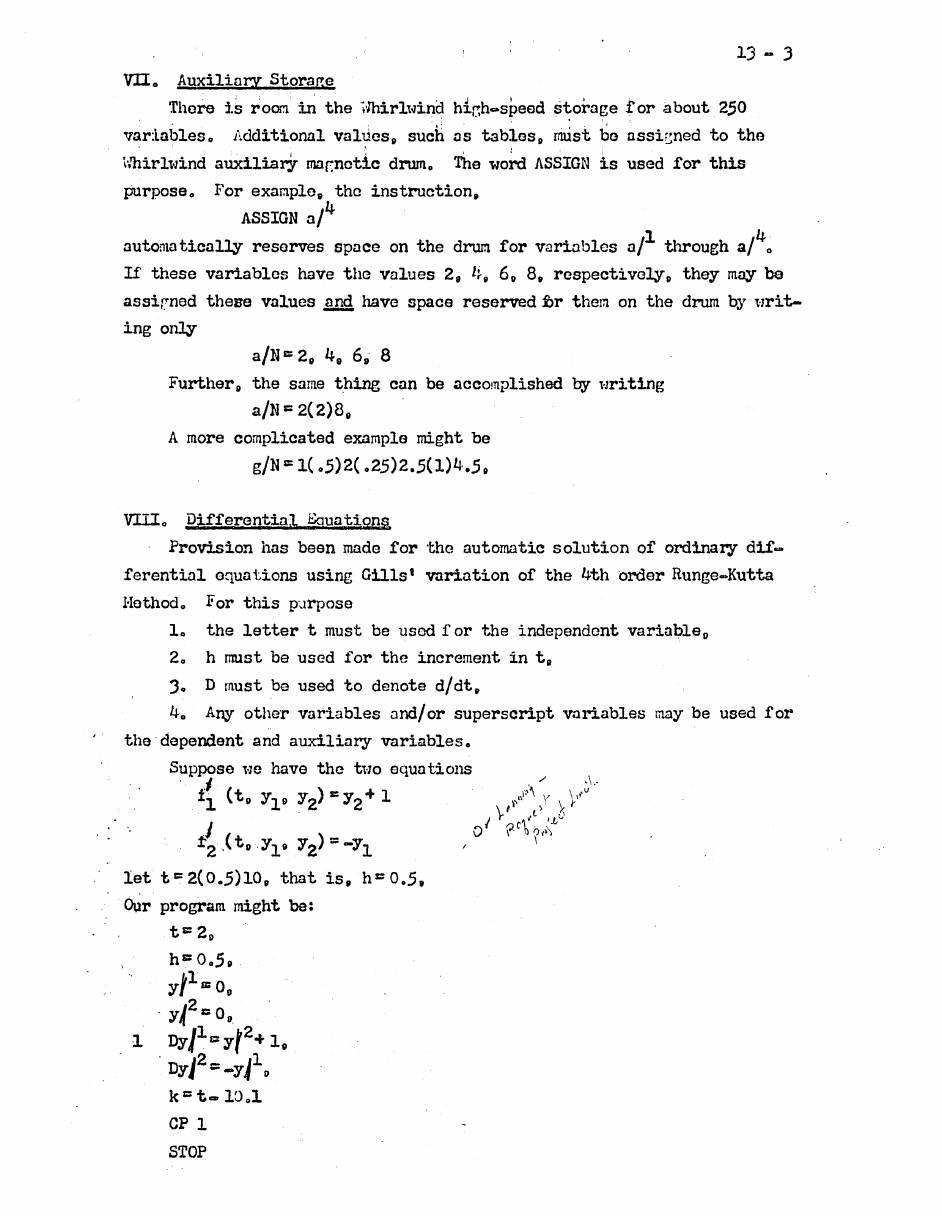 13 - 3
VII. Auxiliary Storage
There is room in the Whirlwind high-speed storage for about 250
variables. Additional values, such as tables, must be assigned to the
Whirlwind auxiliary magnetic drum. The word ASSIGN is used for this
purpose. For example, the instruction,
ASSIGN a/⁴
automatically reserves space on the drum for variables a/¹ through a/⁴.
If these variables have the values 2, 4, 6, 8, respectively, they may be
assigned these values and have space reserved for them on the drum by writ-
ing only
a/N = 2, 4, 6, 8
Further, the same thing can be accomplished by writing
a/N = 2(2)8,
A more complicated example might be
g/N = 1(.5)2(.25)2.5(1)4.5,
VIII. Differential Equations
Provision has been made for the automatic solution of ordinary dif-
ferential equations using Gills' variation of the 4th order Runge-Kutta
Method. For this purpose
1. the letter t must be used for the independent variable,
2. h must be used for the increment in t,
3. D must be used to denote d/dt,
4. Any other variables and/or superscript variables may be used for
the dependent and auxiliary variables.
Suppose we have the two equations
f₁′ (t, y₁, y₂) = y₂ + 1
f₂′ (t, y₁, y₂) = -y₁
Request
Project
let t = 2(0.5)10, that is, h = 0.5,
Our program might be:
t = 2,
h = 0.5,
y/¹ = 0,
y/² = 0,
1 Dy/¹ = y/² + 1,
Dy/² = -y/¹,
k = t - 10.1
CP 1
STOP